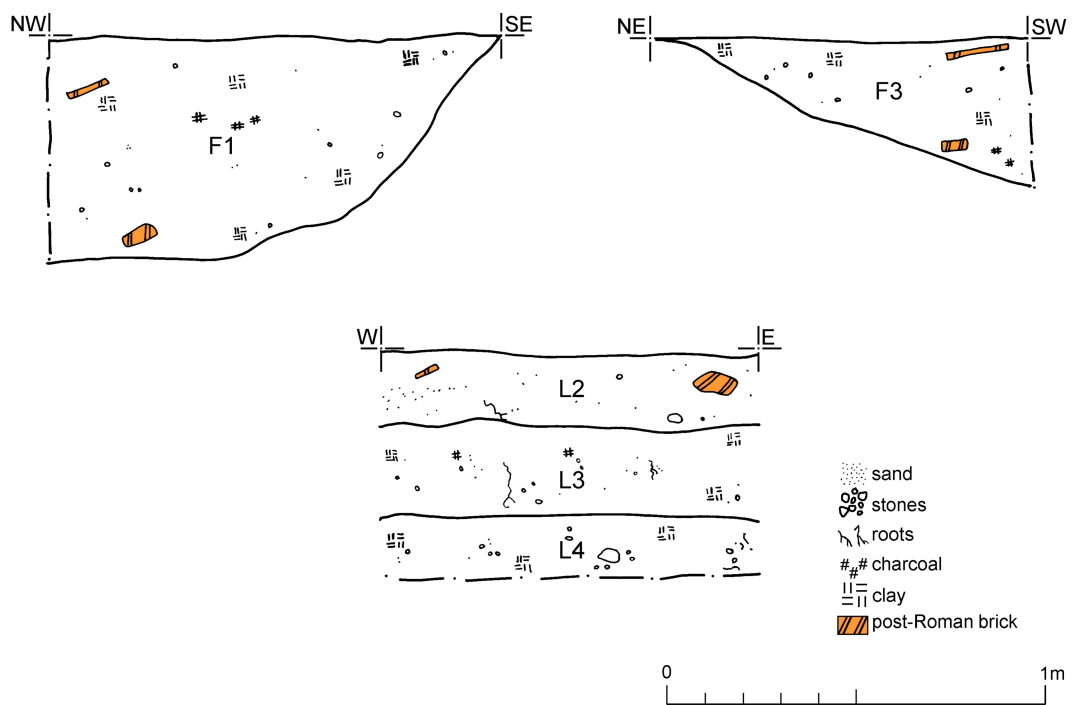 NW SE
F1
NE SW
F3
W E
L2
L3
L4
sand
stones
roots
charcoal
clay
post-Roman brick
0 1m